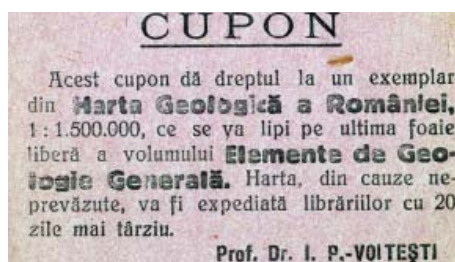 CUPON
Acest cupon dă dreptul la un exemplar
din Harta Geologică a României,
1 : 1.500.000, ce se va lipi pe ultima foaie
liberă a volumului Elemente de Geo-
logie Generală. Harta, din cauze ne-
prevăzute, va fi expediată librăriilor cu 20
zile mai târziu.
Prof. Dr. I. P.-VOITEȘTI